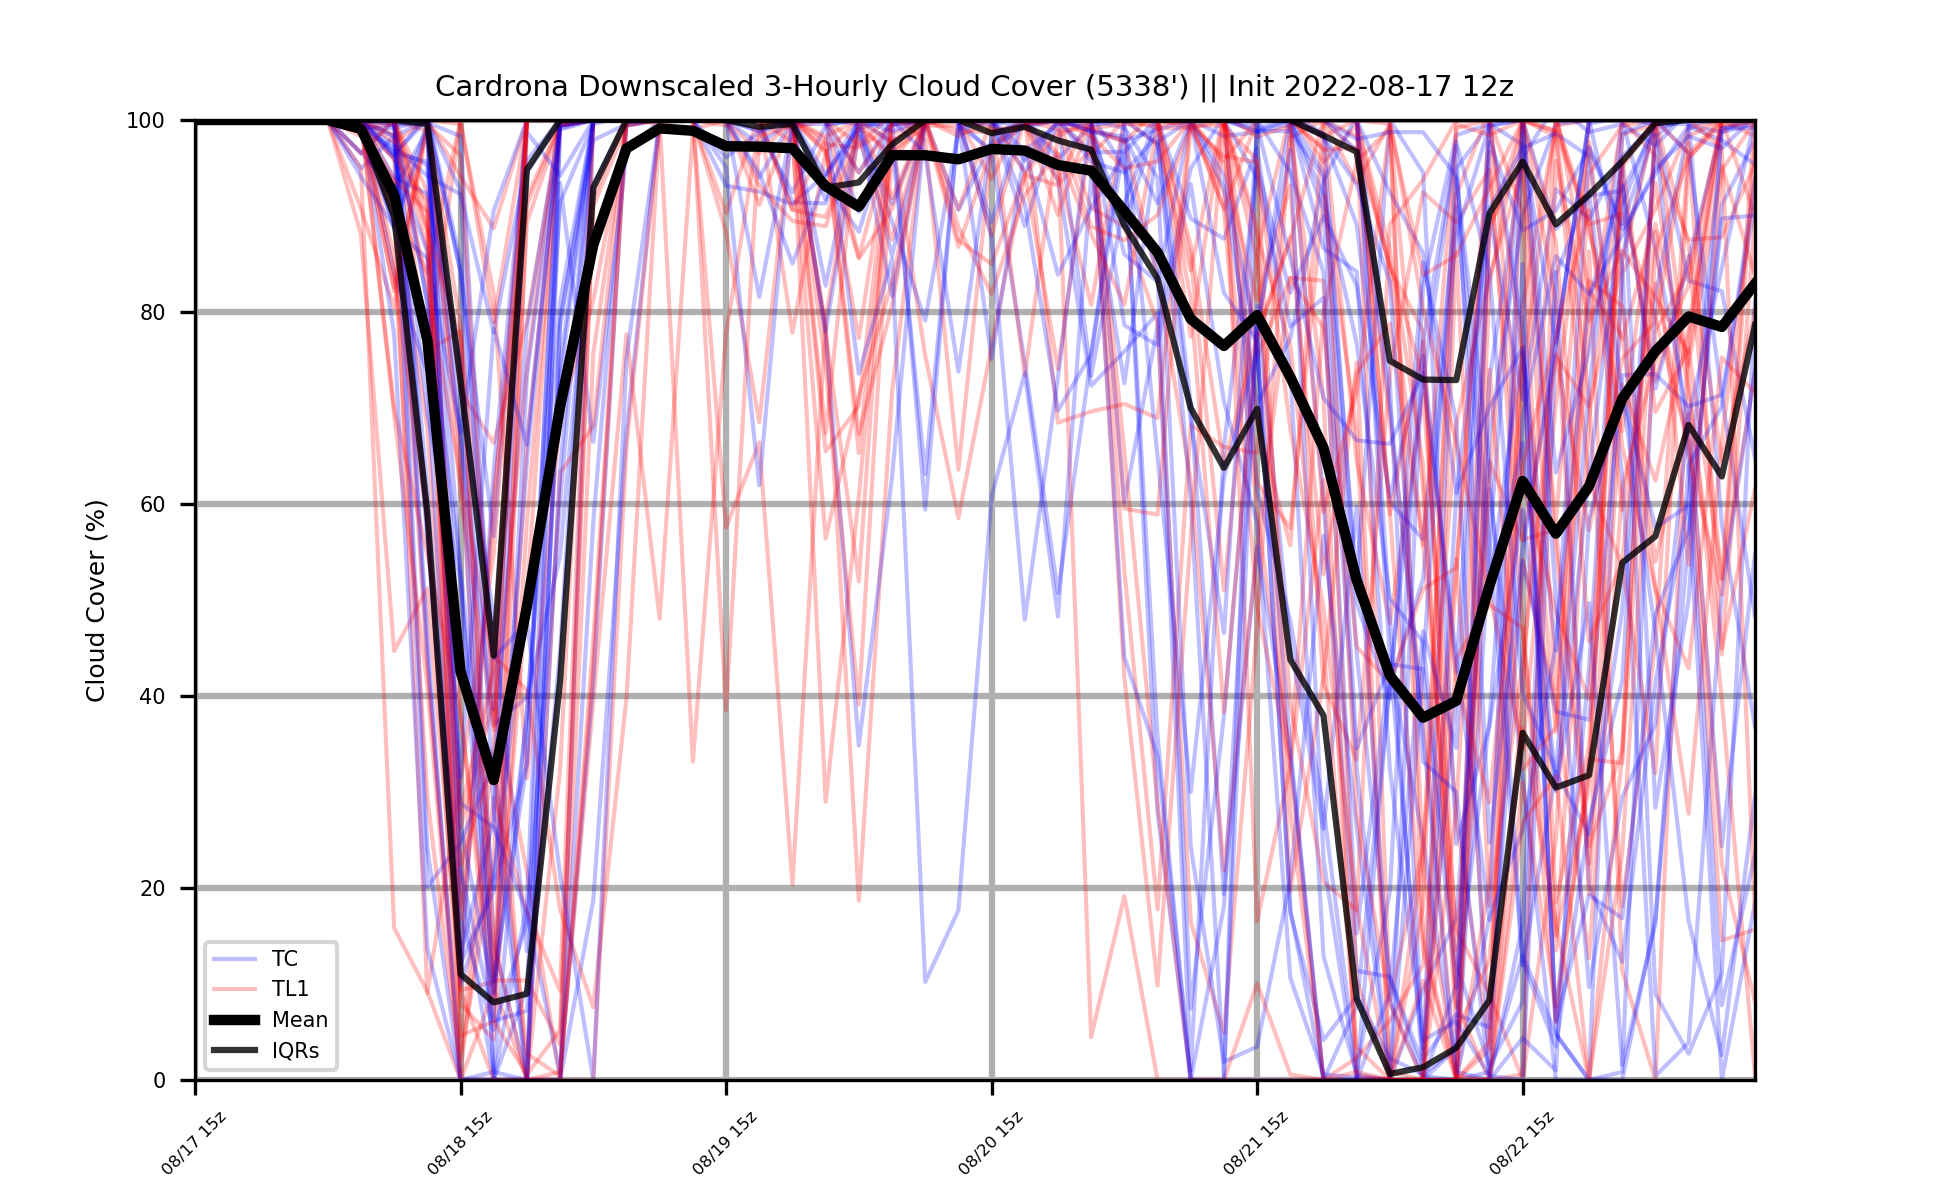 Cardrona Downscaled 3-Hourly Cloud Cover (5338') || Init 2022-08-17 12z
100
80
60
40
20
0
Cloud Cover (%)
TC
TL1
Mean
IQRs
08/17 15z
08/18 15z
08/19 15z
08/20 15z
08/21 15z
08/22 15z